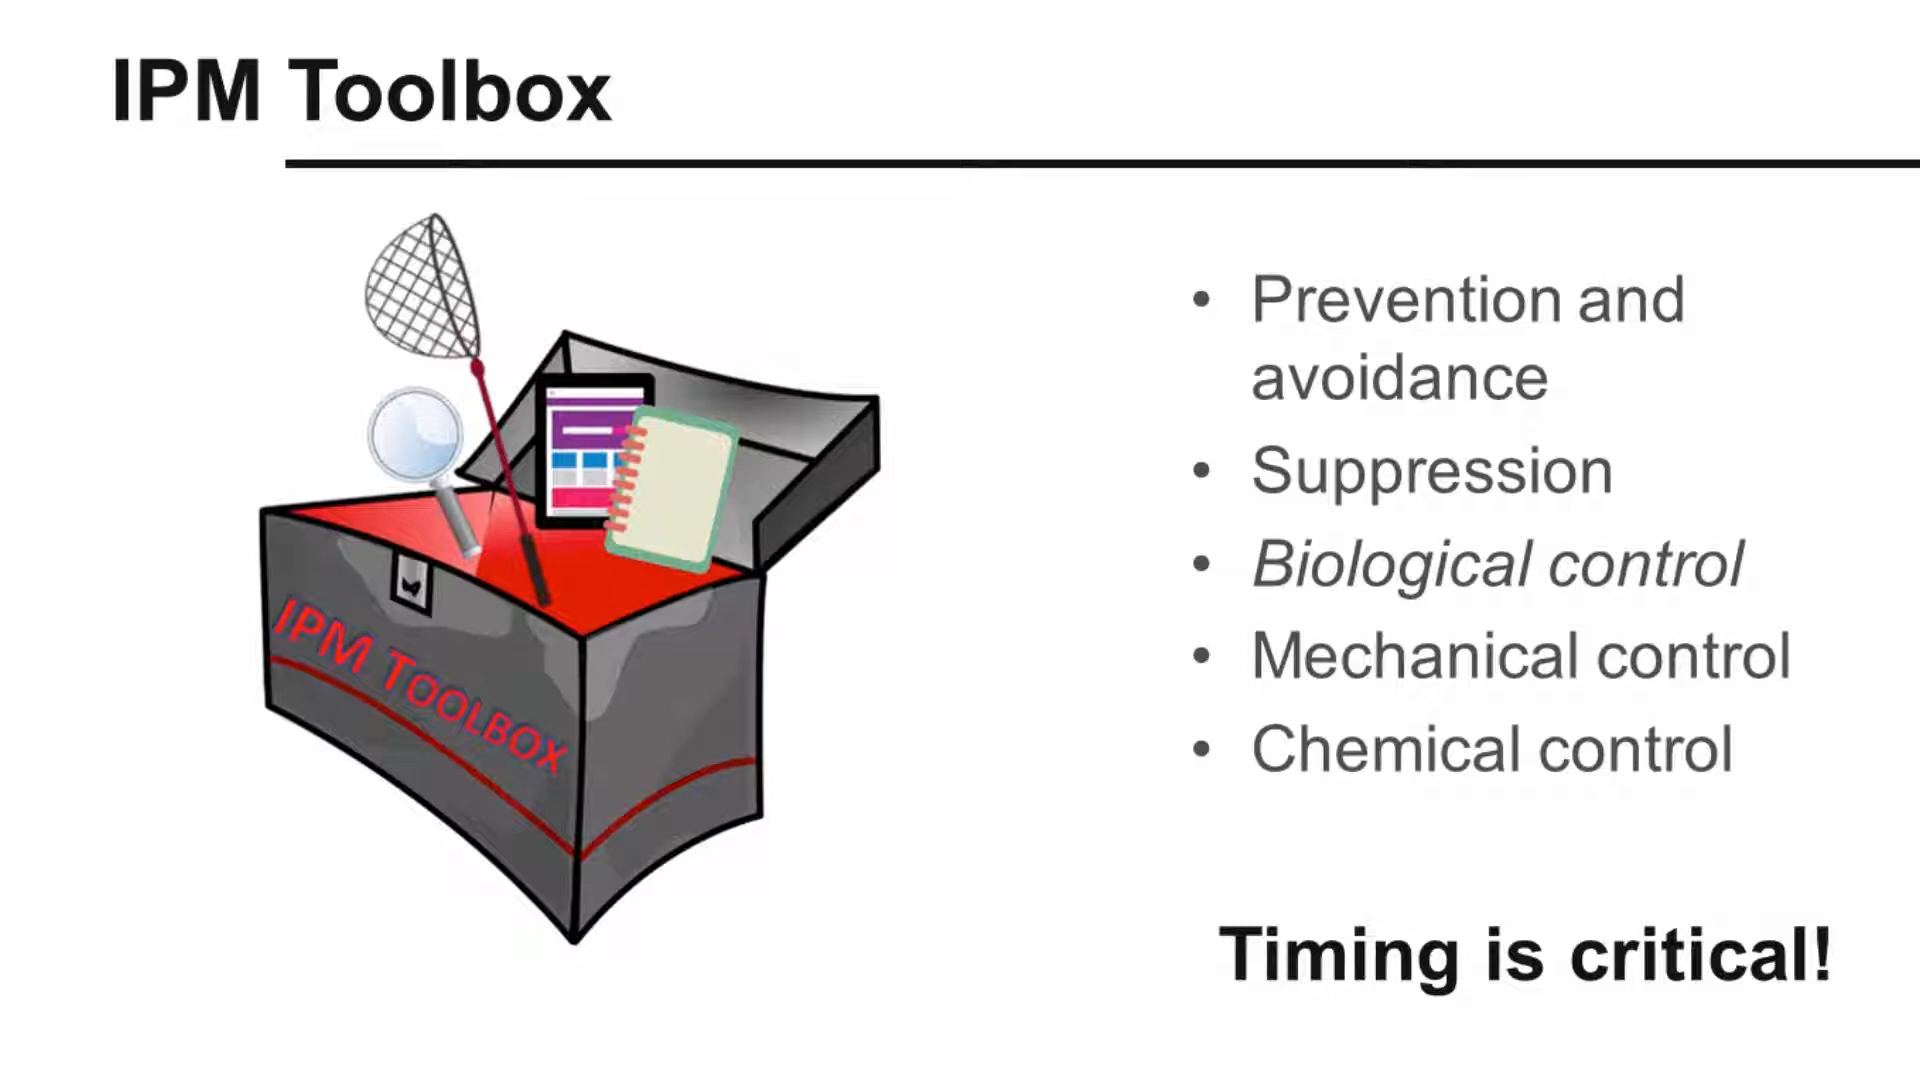 IPM Toolbox
IPM TOOLBOX
• Prevention and
avoidance
• Suppression
• Biological control
• Mechanical control
• Chemical control
Timing is critical!